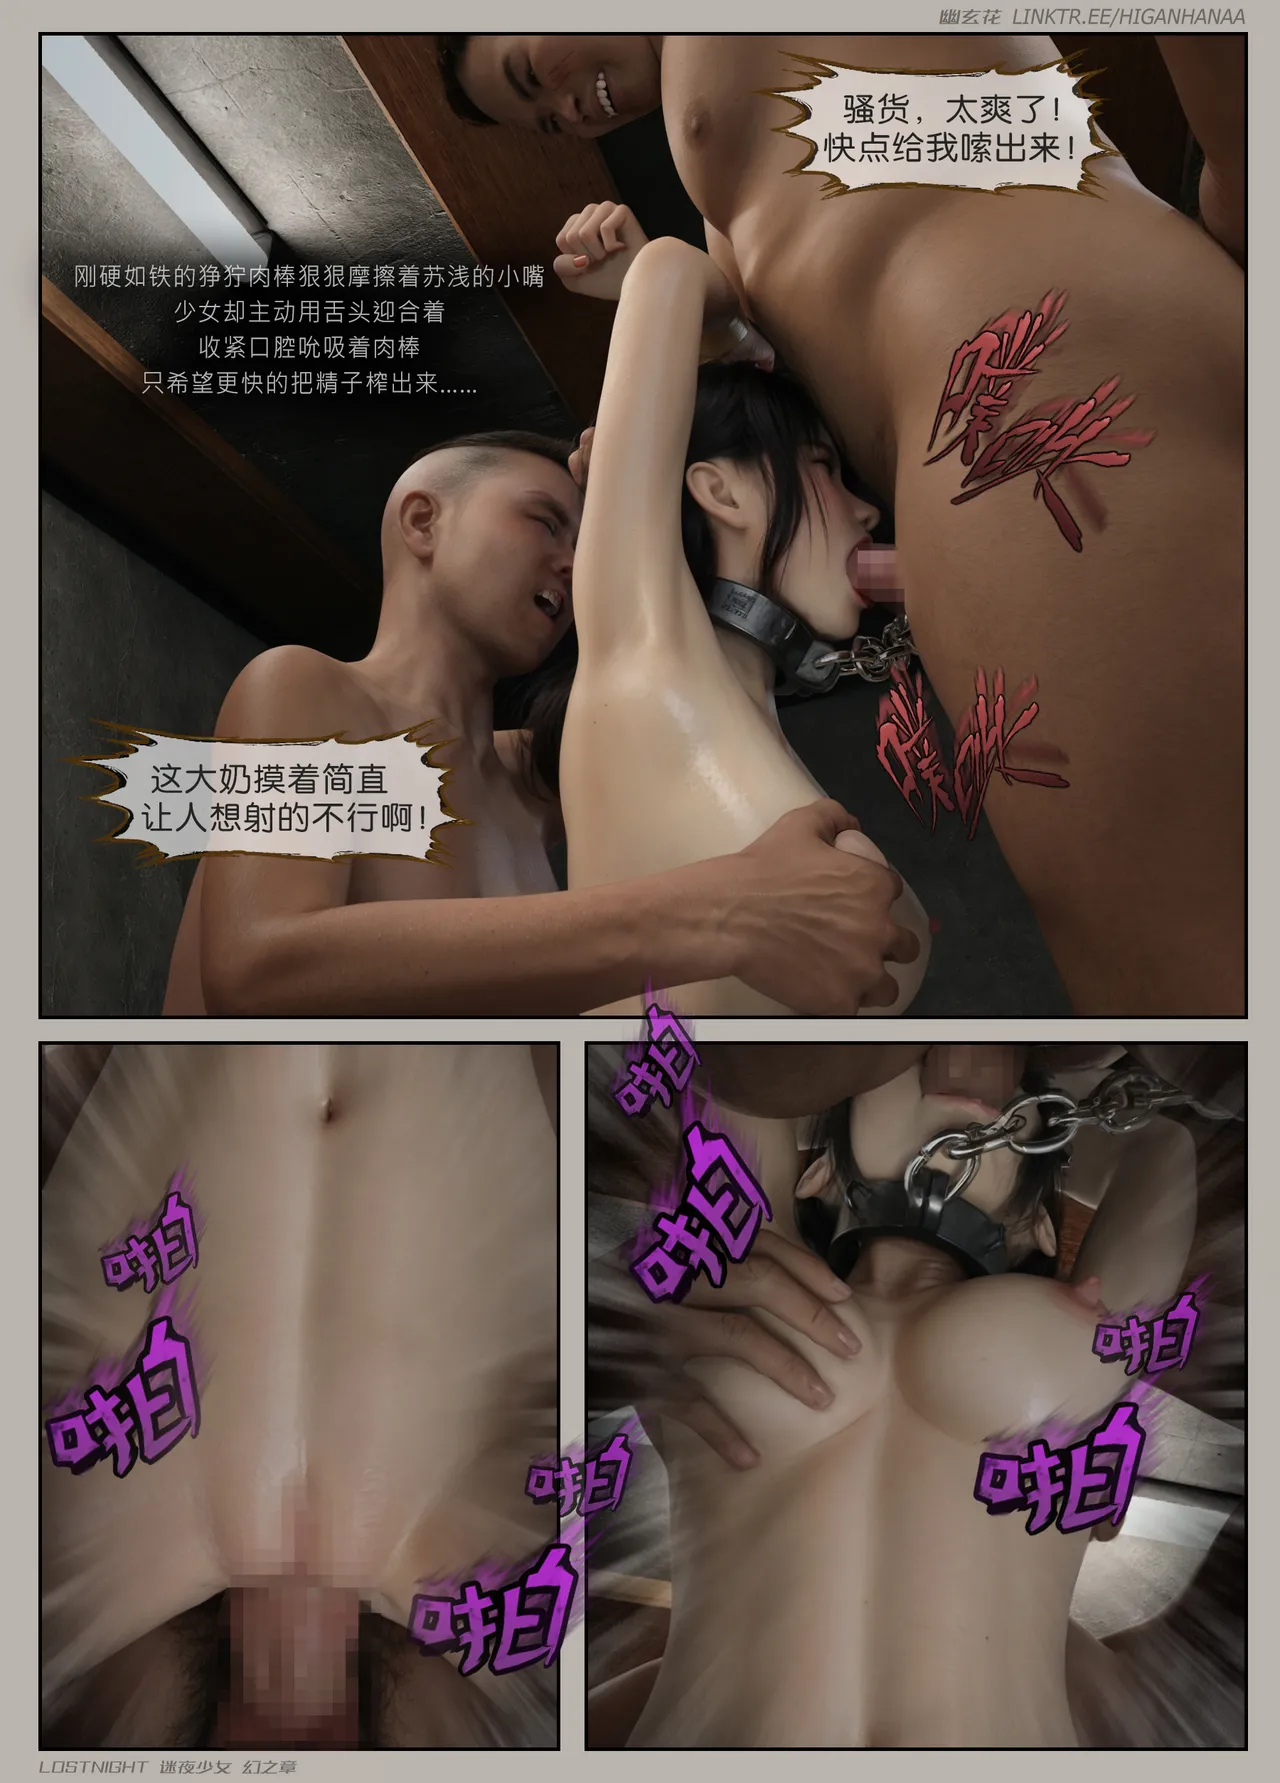 幽玄花 LINKTR.EE/HIGANHANAA
骚货，太爽了!
快点给我嗦出来!
刚硬如铁的狰狞肉棒狠狠摩擦着苏浅的小嘴
少女却主动用舌头迎合着
收紧口腔吮吸着肉棒
只希望更快的把精子榨出来……
噗
噗
噗
噗
这大奶摸着简直
让人想射的不行啊!
啪
啪
啪
啪
啪
啪
啪
啪
LOSTNIGHT 迷夜少女 幻之章